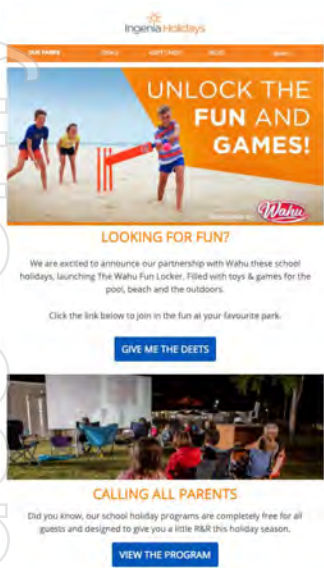 Ingenia Holidays
OUR PARKS DEALS GIFT CARDS BLOG
UNLOCK THE
FUN AND
GAMES!
Wahu
LOOKING FOR FUN?
We are excited to announce our partnership with Wahu these school
holidays, launching The Wahu Fun Locker. Filled with toys & games for the
pool, beach and the outdoors.
Click the link below to join in the fun at your favourite park.
GIVE ME THE DEETS
CALLING ALL PARENTS
Did you know, our school holiday programs are completely free for all
guests and designed to give you a little R&R this holiday season.
VIEW THE PROGRAM